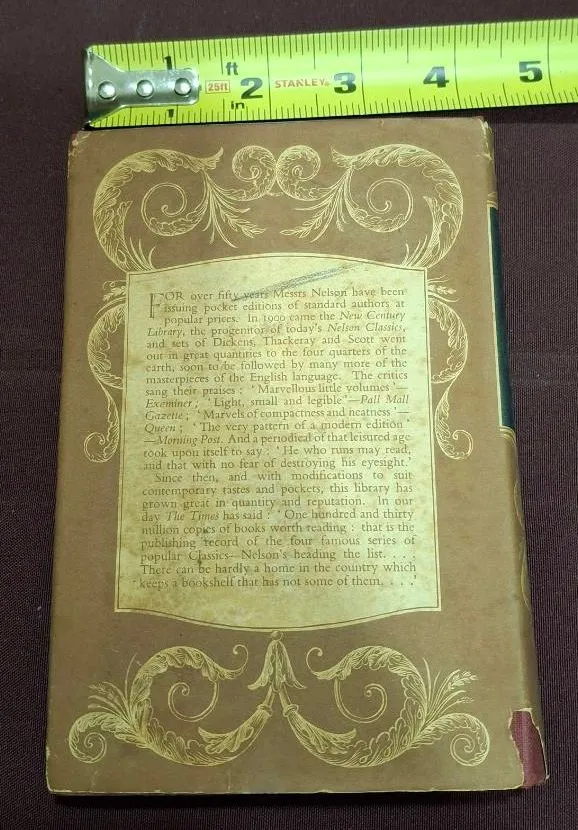 1 ft 2 3 4 5
25ft STANLEY®
in.
FOR over fifty years Messrs Nelson have been
issuing pocket editions of standard authors at
popular prices. In 1900 came the New Century
Library, the progenitor of today's Nelson Classics,
and sets of Dickens, Thackeray and Scott went
out in great quantities to the four quarters of the
earth, soon to be followed by many more of the
masterpieces of the English language. The critics
sang their praises : 'Marvellous little volumes'—
Examiner ; 'Light, small and legible'—Pall Mall
Gazette ; 'Marvels of compactness and neatness'—
Queen ; 'The very pattern of a modern edition'
—Morning Post. And a periodical of that leisured age
took upon itself to say : 'He who runs may read,
and that with no fear of destroying his eyesight.'
Since then, and with modifications to suit
contemporary tastes and pockets, this library has
grown great in quantity and reputation. In our
day The Times has said : 'One hundred and thirty
million copies of books worth reading : that is the
publishing record of the four famous series of
popular Classics—Nelson's heading the list. . . .
There can be hardly a home in the country which
keeps a bookshelf that has not some of them. . . .'